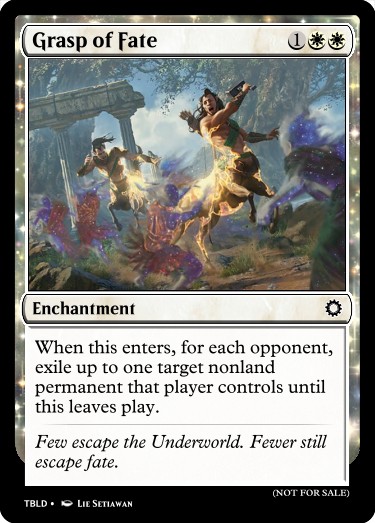 Grasp of Fate 1
Enchantment
When this enters, for each opponent,
exile up to one target nonland
permanent that player controls until
this leaves play.
Few escape the Underworld. Fewer still
escape fate.
(NOT FOR SALE)
TBLD • Lie Setiawan